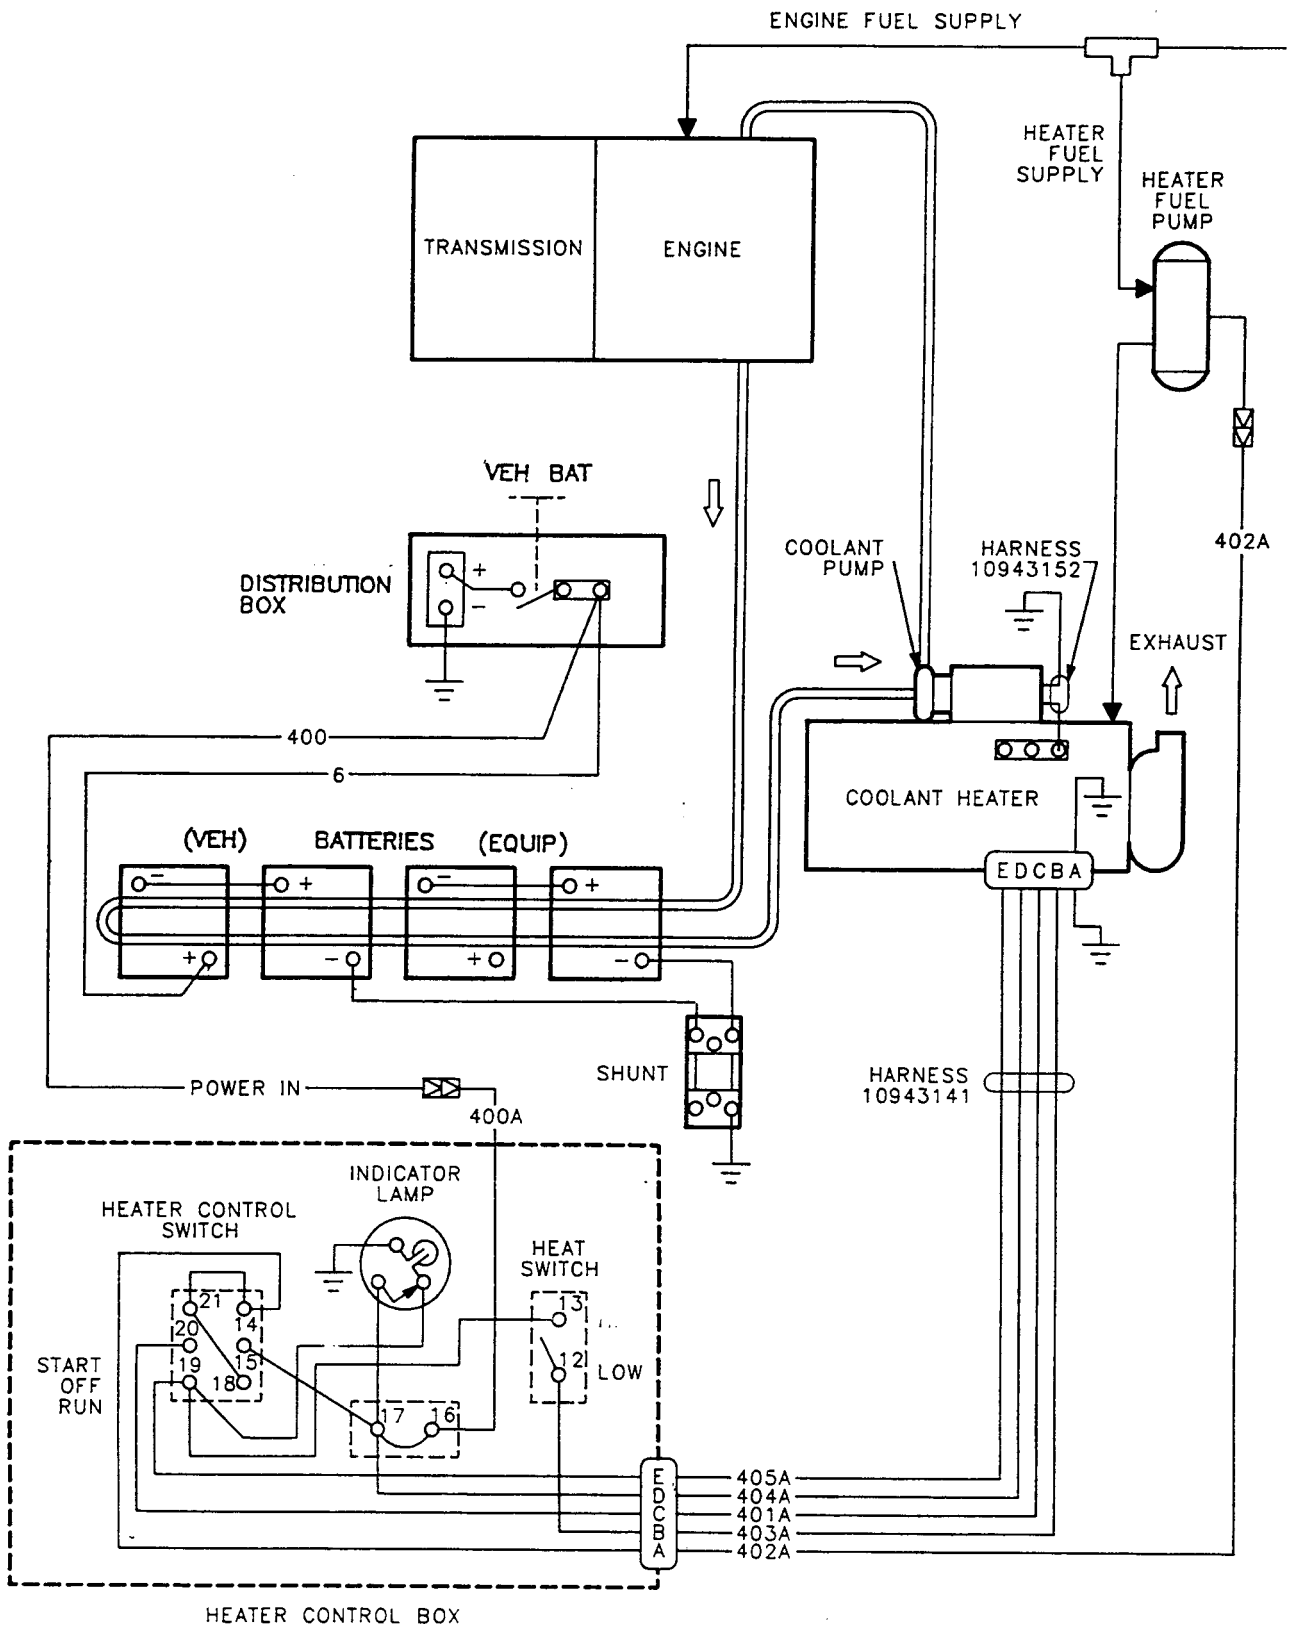 ENGINE FUEL SUPPLY
HEATER
FUEL
SUPPLY
HEATER
FUEL
PUMP
TRANSMISSION
ENGINE
VEH BAT
402A
COOLANT
PUMP
HARNESS
10943152
DISTRIBUTION
BOX
+
-
EXHAUST
400
6
COOLANT HEATER
(VEH) BATTERIES (EQUIP)
- + - +
E D C B A
+ - + -
SHUNT
HARNESS
10943141
POWER IN
400A
INDICATOR
LAMP
HEATER CONTROL
SWITCH
HEAT
SWITCH
21
13
20
14
19
15
12
LOW
START
OFF
RUN
18
17
16
E 405A
D 404A
C 401A
B 403A
A 402A
HEATER CONTROL BOX